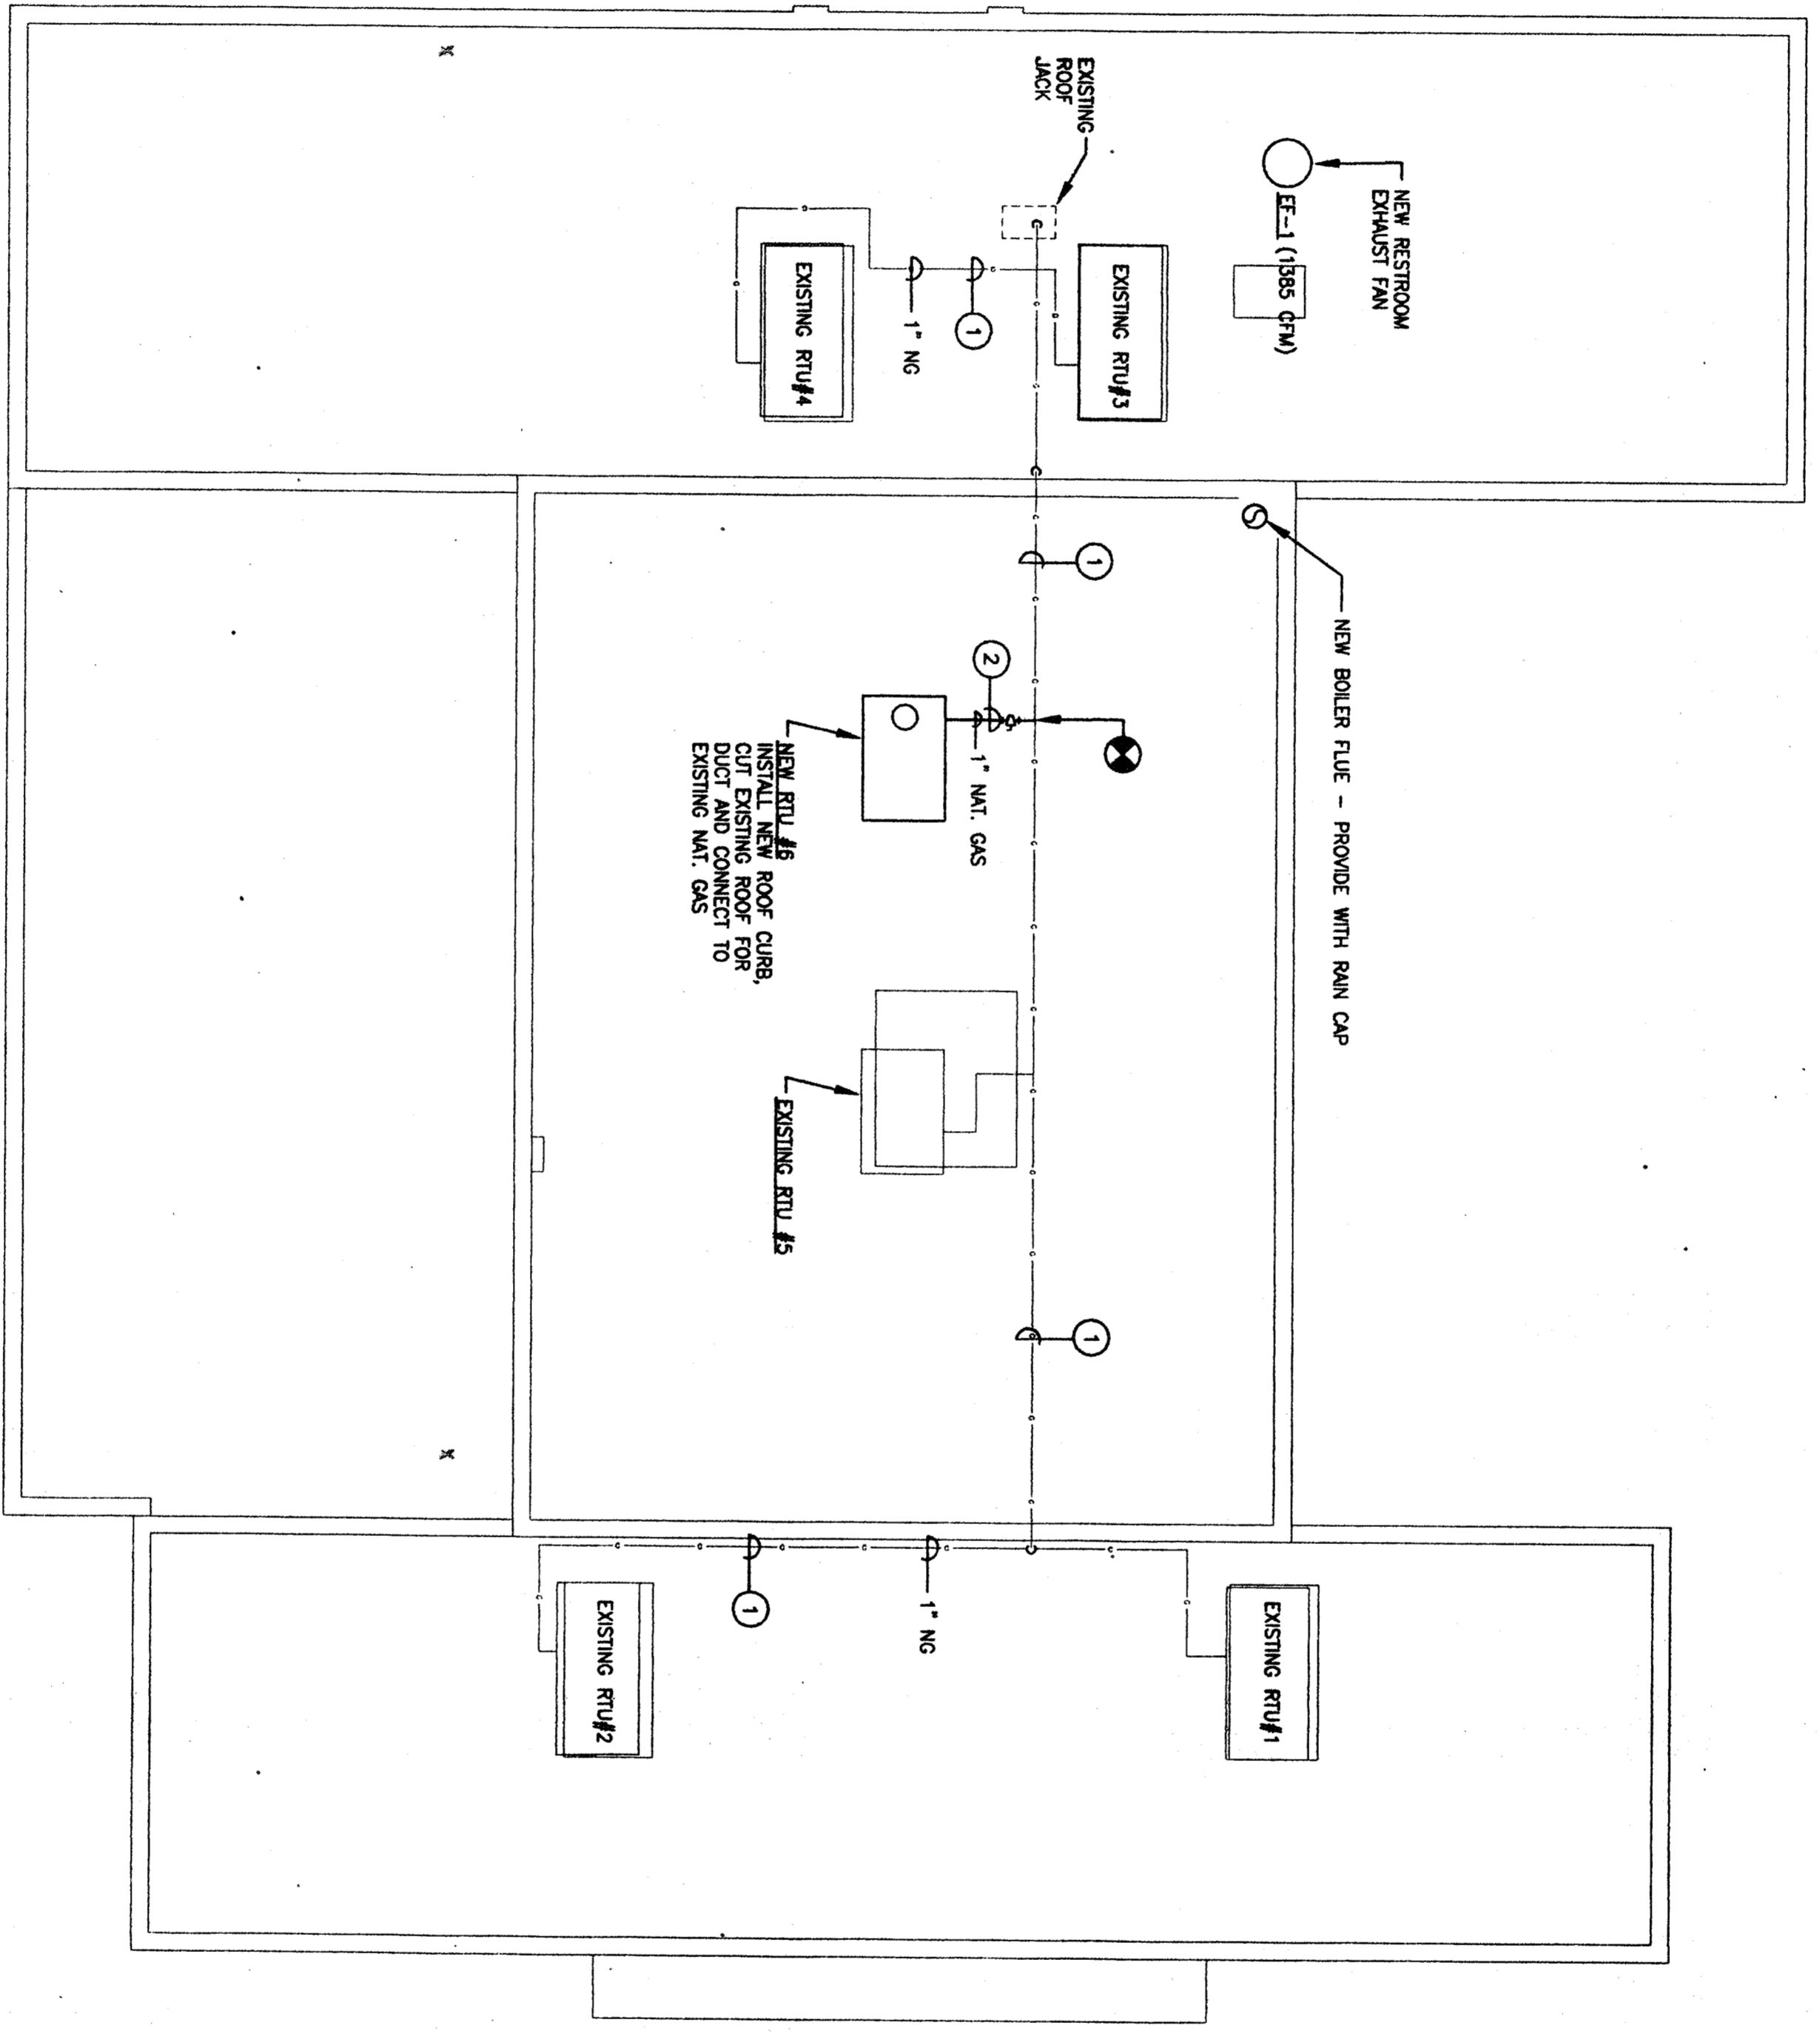 NEW RESTROOM
EXHAUST FAN
EF-1 (1385 CFM)
EXISTING
ROOF
JACK
EXISTING RTU#3
EXISTING RTU#4
1
1" NG
NEW BOILER FLUE - PROVIDE WITH RAIN CAP
1
2
1" NAT. GAS
NEW RTU #6
INSTALL NEW ROOF CURB,
CUT EXISTING ROOF FOR
DUCT AND CONNECT TO
EXISTING NAT. GAS
EXISTING RTU #5
1
1" NG
1
EXISTING RTU#1
EXISTING RTU#2